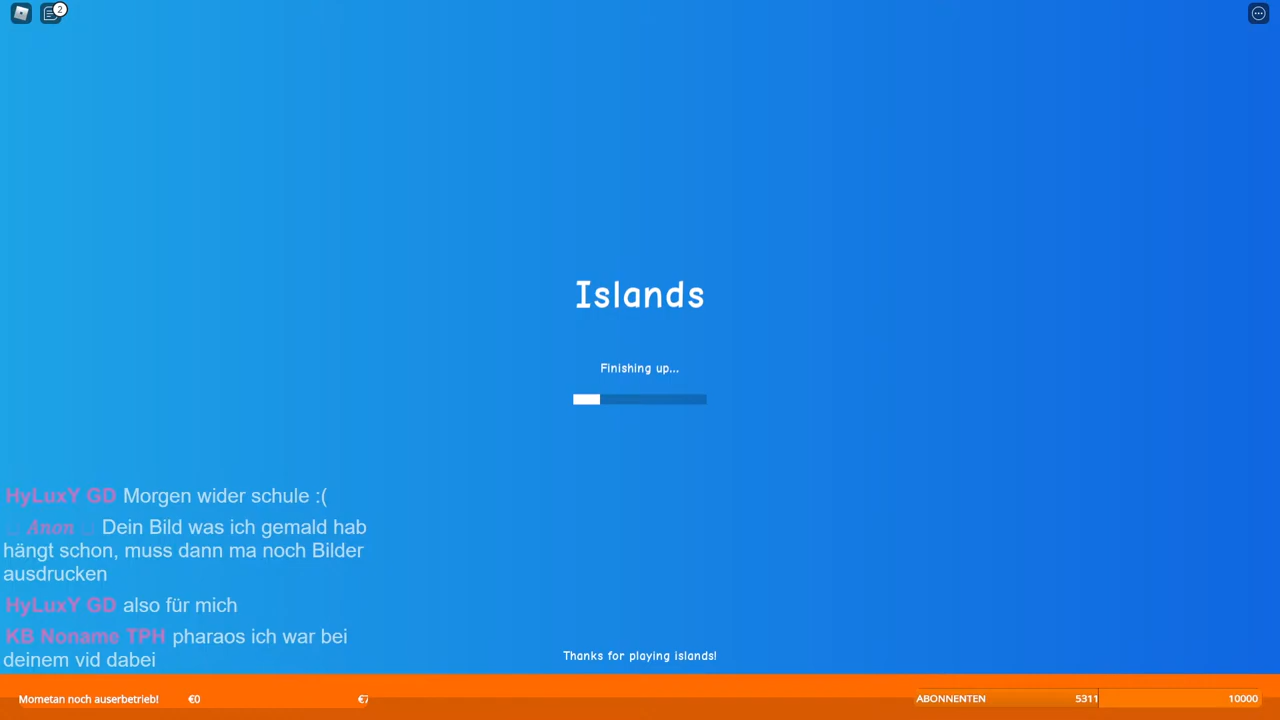 2
Islands
Finishing up...
HyLuxY GD Morgen wider schule :(
Anon Dein Bild was ich gemald hab
hängt schon, muss dann ma noch Bilder
ausdrucken
HyLuxY GD also für mich
KB Noname TPH pharaos ich war bei
deinem vid dabei
Thanks for playing islands!
Mometan noch auserbetrieb! €0 €7
ABONNENTEN 5311 10000